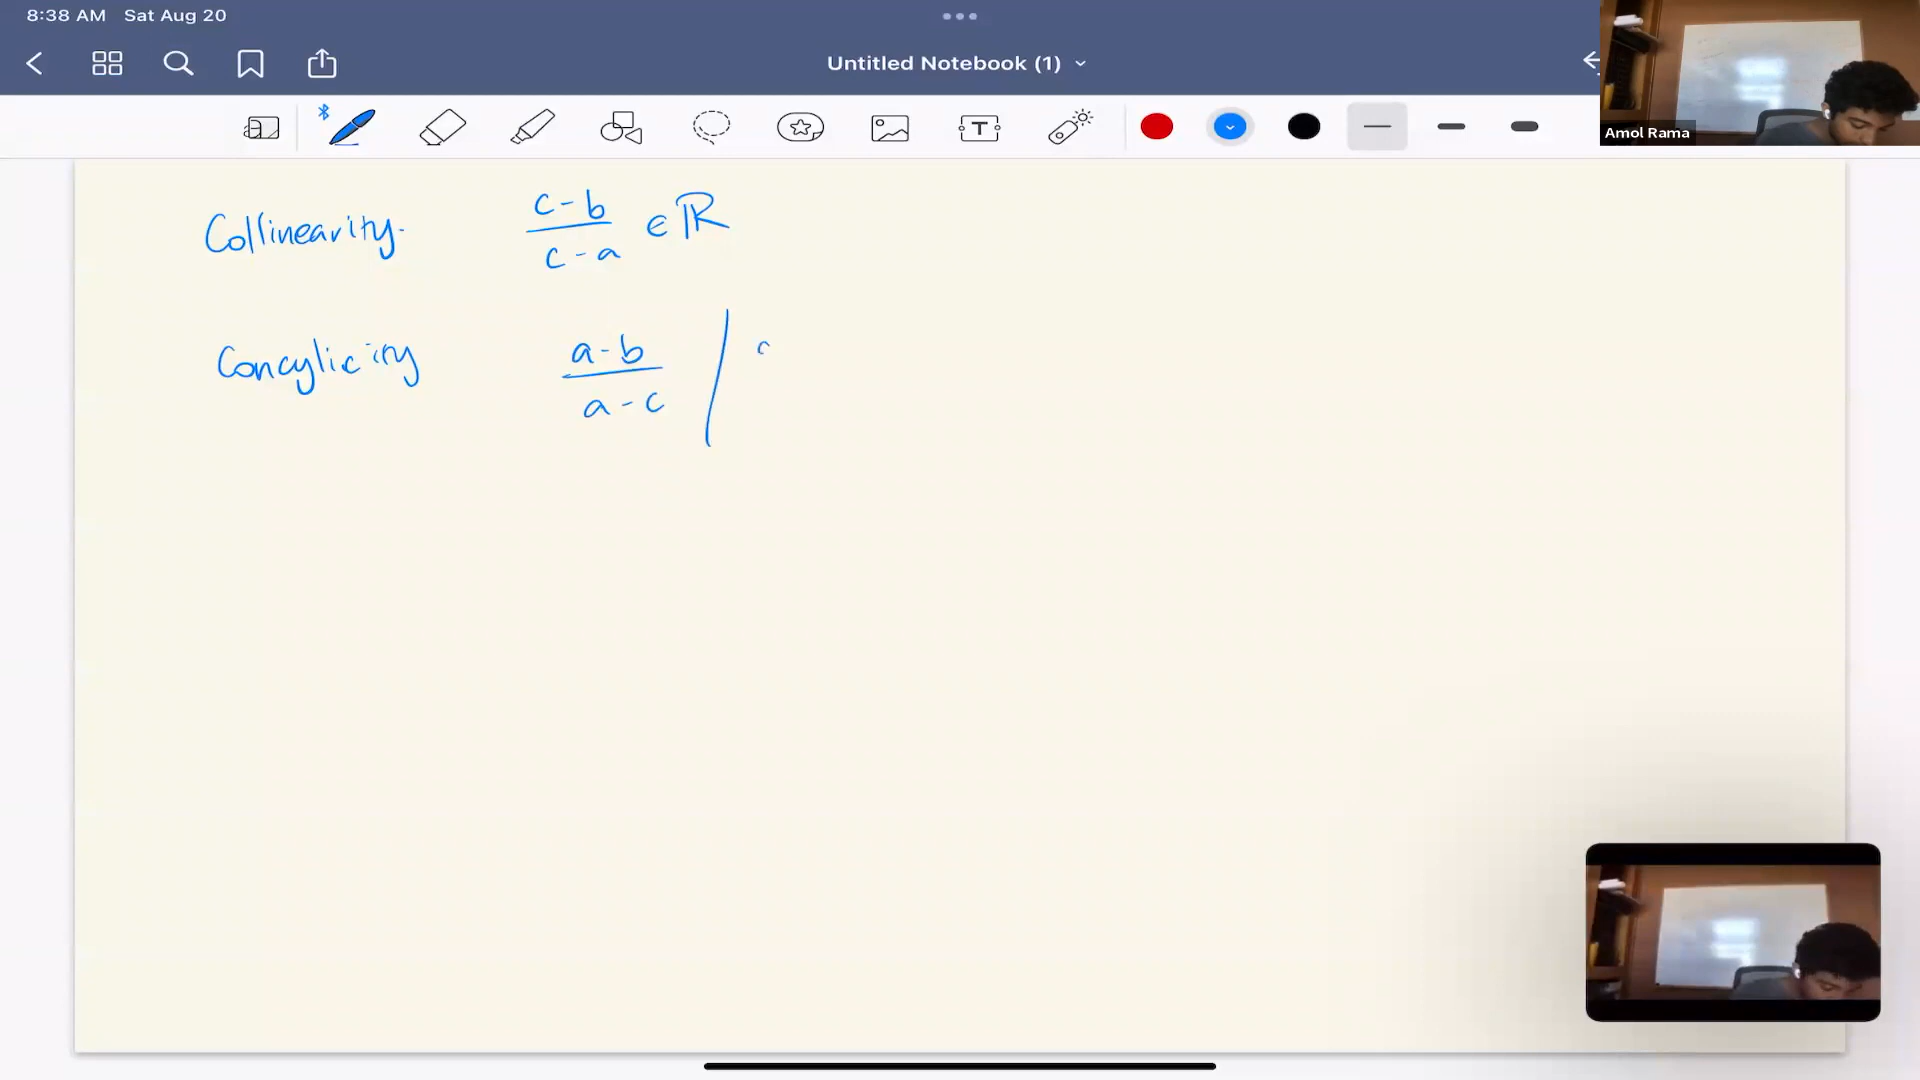 8:38 AM Sat Aug 20
Untitled Notebook (1)
T
Amol Rama
Collinearity. c-b / c-a ∈ ℝ
Concylicity a-b / a-c /